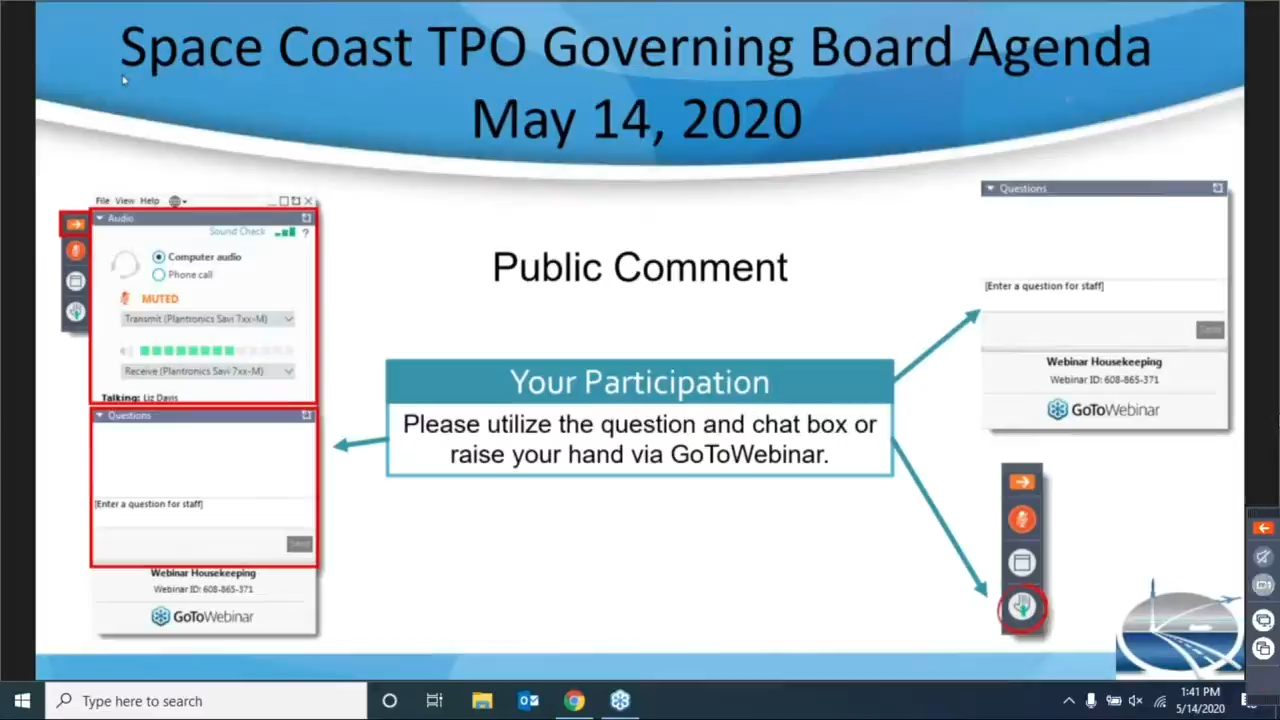 Space Coast TPO Governing Board Agenda
May 14, 2020
File View Help
Audio
Sound Check
?
Computer audio
Phone call
MUTED
Transmit (Plantronics Savi 7xx-M)
Receive (Plantronics Savi 7xx-M)
Talking: Liz Davis
Questions
[Enter a question for staff]
Send
Webinar Housekeeping
Webinar ID: 608-865-371
GoToWebinar
Public Comment
Your Participation
Please utilize the question and chat box or
raise your hand via GoToWebinar.
Questions
[Enter a question for staff]
Send
Webinar Housekeeping
Webinar ID: 608-865-371
GoToWebinar
Type here to search
1:41 PM
5/14/2020